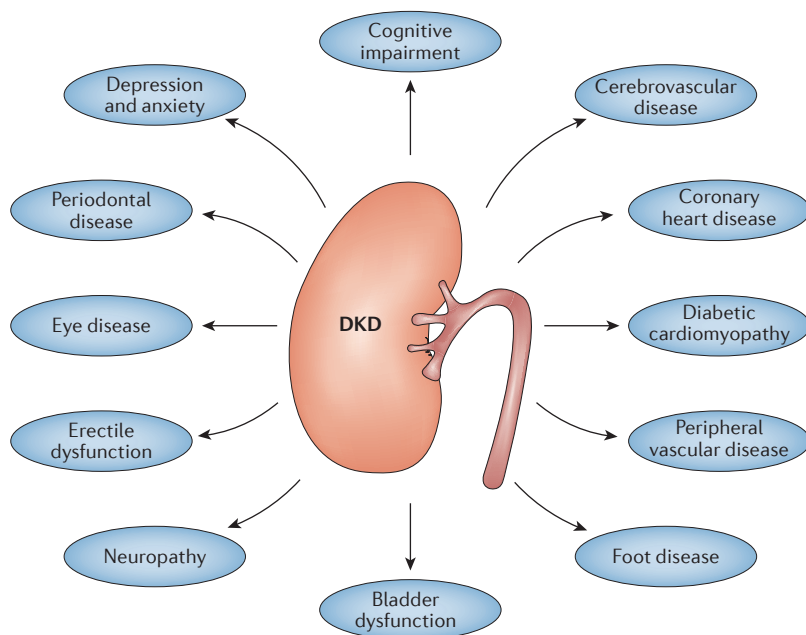 Cognitive
impairment
Depression
and anxiety
Cerebrovascular
disease
Periodontal
disease
Coronary
heart disease
Eye disease
DKD
Diabetic
cardiomyopathy
Erectile
dysfunction
Peripheral
vascular disease
Neuropathy
Foot disease
Bladder
dysfunction